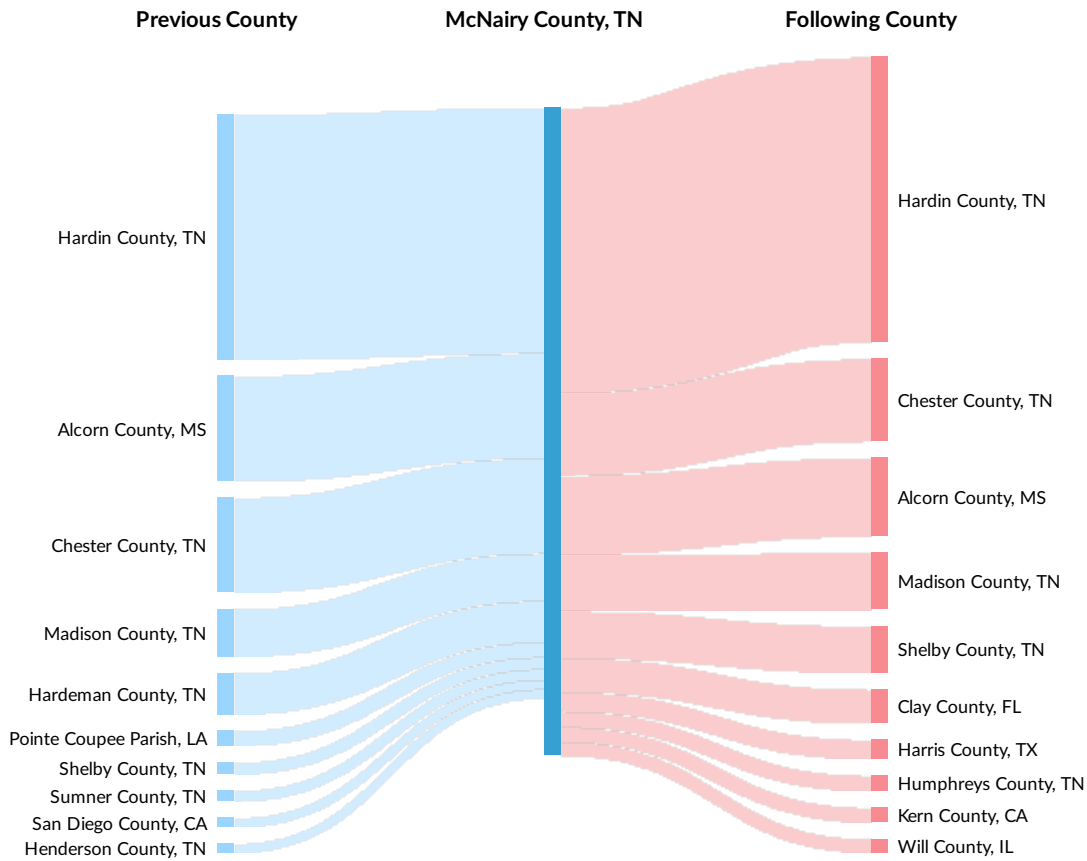 Previous County
McNairy County, TN
Following County
Hardin County, TN
Alcorn County, MS
Chester County, TN
Madison County, TN
Hardeman County, TN
Pointe Coupee Parish, LA
Shelby County, TN
Sumner County, TN
San Diego County, CA
Henderson County, TN
Hardin County, TN
Chester County, TN
Alcorn County, MS
Madison County, TN
Shelby County, TN
Clay County, FL
Harris County, TX
Humphreys County, TN
Kern County, CA
Will County, IL